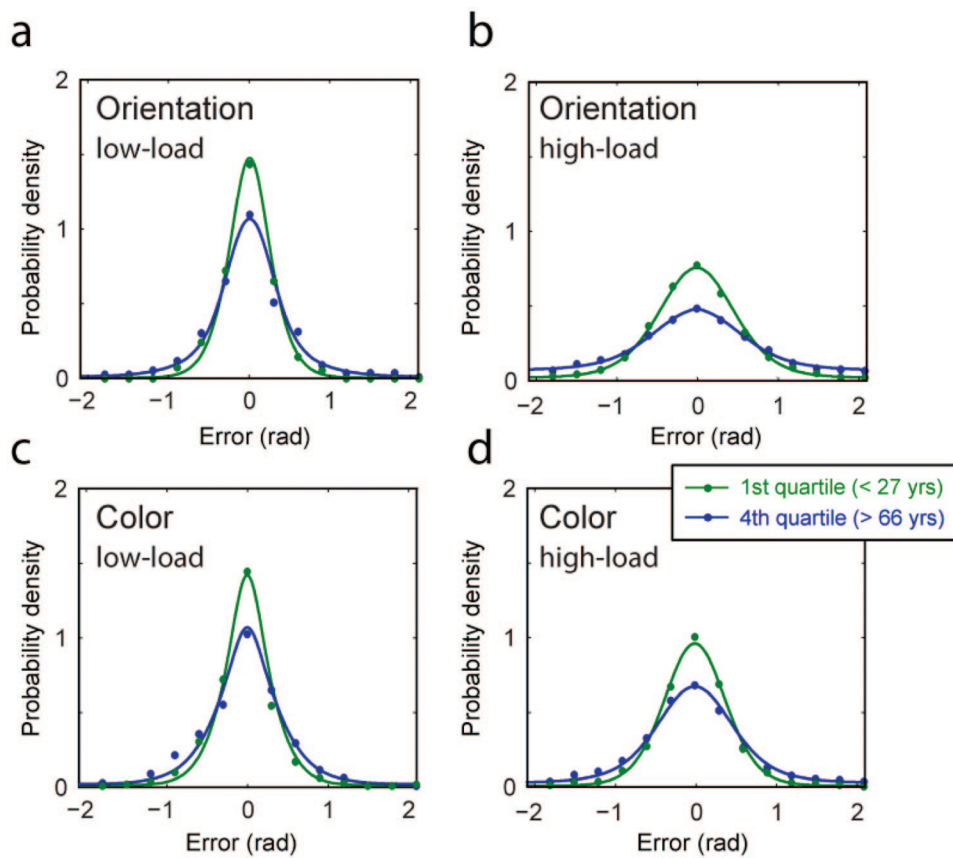 a
b
2
Orientation
low-load
1
0
Probability density
−2
−1
0
1
2
Error (rad)
2
Orientation
high-load
1
0
Probability density
−2
−1
0
1
2
Error (rad)
c
d
2
Color
low-load
1
0
Probability density
−2
−1
0
1
2
Error (rad)
1st quartile (< 27 yrs)
4th quartile (> 66 yrs)
2
Color
high-load
1
0
Probability density
−2
−1
0
1
2
Error (rad)